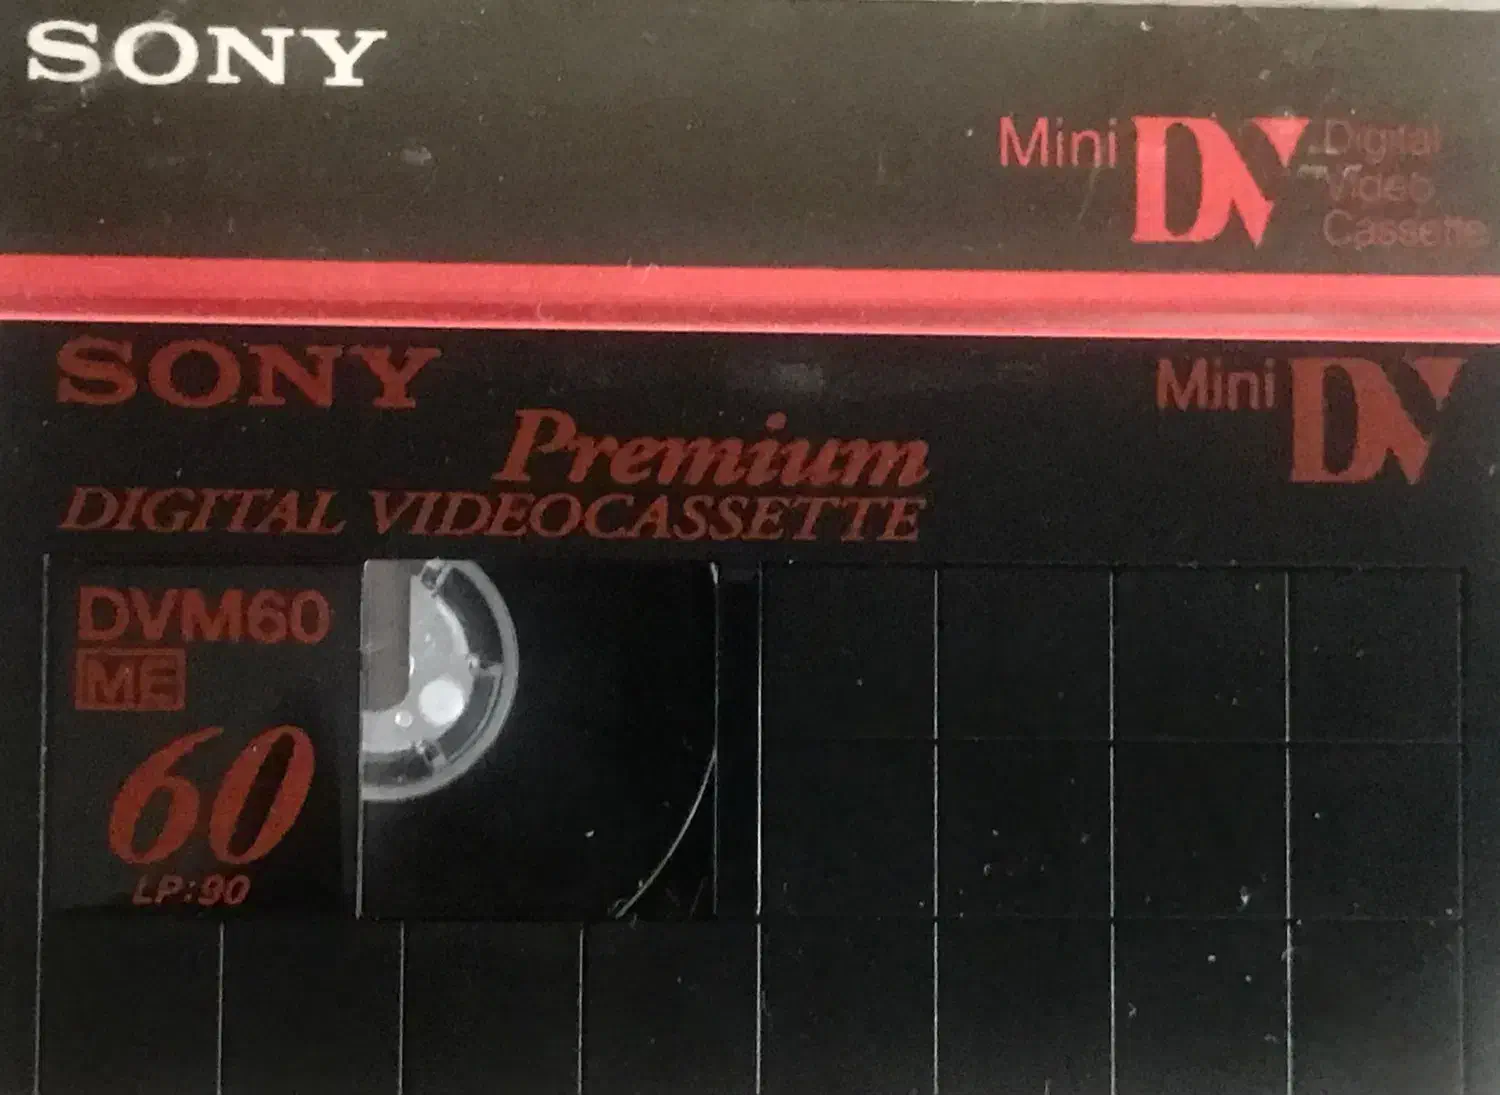 SONY
Mini DV Digital
Video
Cassette
SONY
Mini DV
Premium
DIGITAL VIDEOCASSETTE
DVM60
ME
60
LP:90